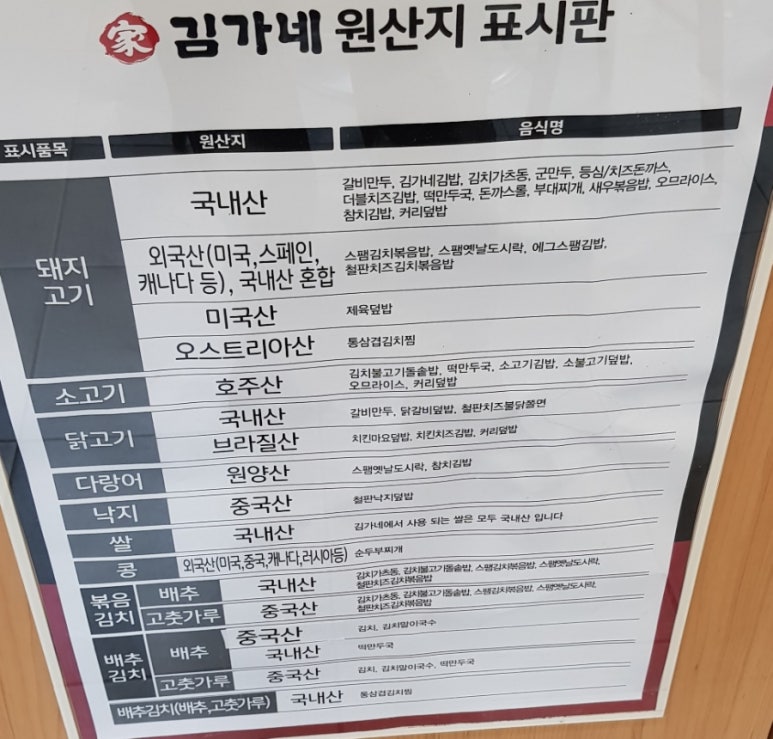 家 김가네 원산지 표시판
표시품목 원산지 음식명
돼지
고기
국내산
갈비만두, 김가네김밥, 김치가츠동, 군만두, 등심/치즈돈까스,
더블치즈김밥, 떡만두국, 돈까스롤, 부대찌개, 새우볶음밥, 오므라이스,
참치김밥, 커리덮밥
외국산(미국,스페인,
캐나다 등), 국내산 혼합
스팸김치볶음밥, 스팸옛날도시락, 에그스팸김밥,
철판치즈김치볶음밥
미국산 제육덮밥
오스트리아산 통삼겹김치찜
소고기 호주산
김치불고기돌솥밥, 떡만두국, 소고기김밥, 소불고기덮밥,
오므라이스, 커리덮밥
닭고기
국내산 갈비만두, 닭갈비덮밥, 철판치즈불닭쫄면
브라질산 치킨마요덮밥, 치킨치즈김밥, 커리덮밥
다랑어 원양산 스팸옛날도시락, 참치김밥
낙지 중국산 철판낙지덮밥
쌀 국내산 김가네에서 사용 되는 쌀은 모두 국내산 입니다
콩 외국산(미국,중국,캐나다,러시아등) 순두부찌개
볶음
김치
배추 국내산
김치가츠동, 김치불고기돌솥밥, 스팸김치볶음밥, 스팸옛날도시락,
철판치즈김치볶음밥
고춧가루 중국산
김치가츠동, 김치불고기돌솥밥, 스팸김치볶음밥, 스팸옛날도시락,
철판치즈김치볶음밥
배추
김치
배추
중국산 김치, 김치말이국수
국내산 떡만두국
고춧가루 중국산 김치, 김치말이국수, 떡만두국
배추김치(배추,고춧가루) 국내산 통삼겹김치찜